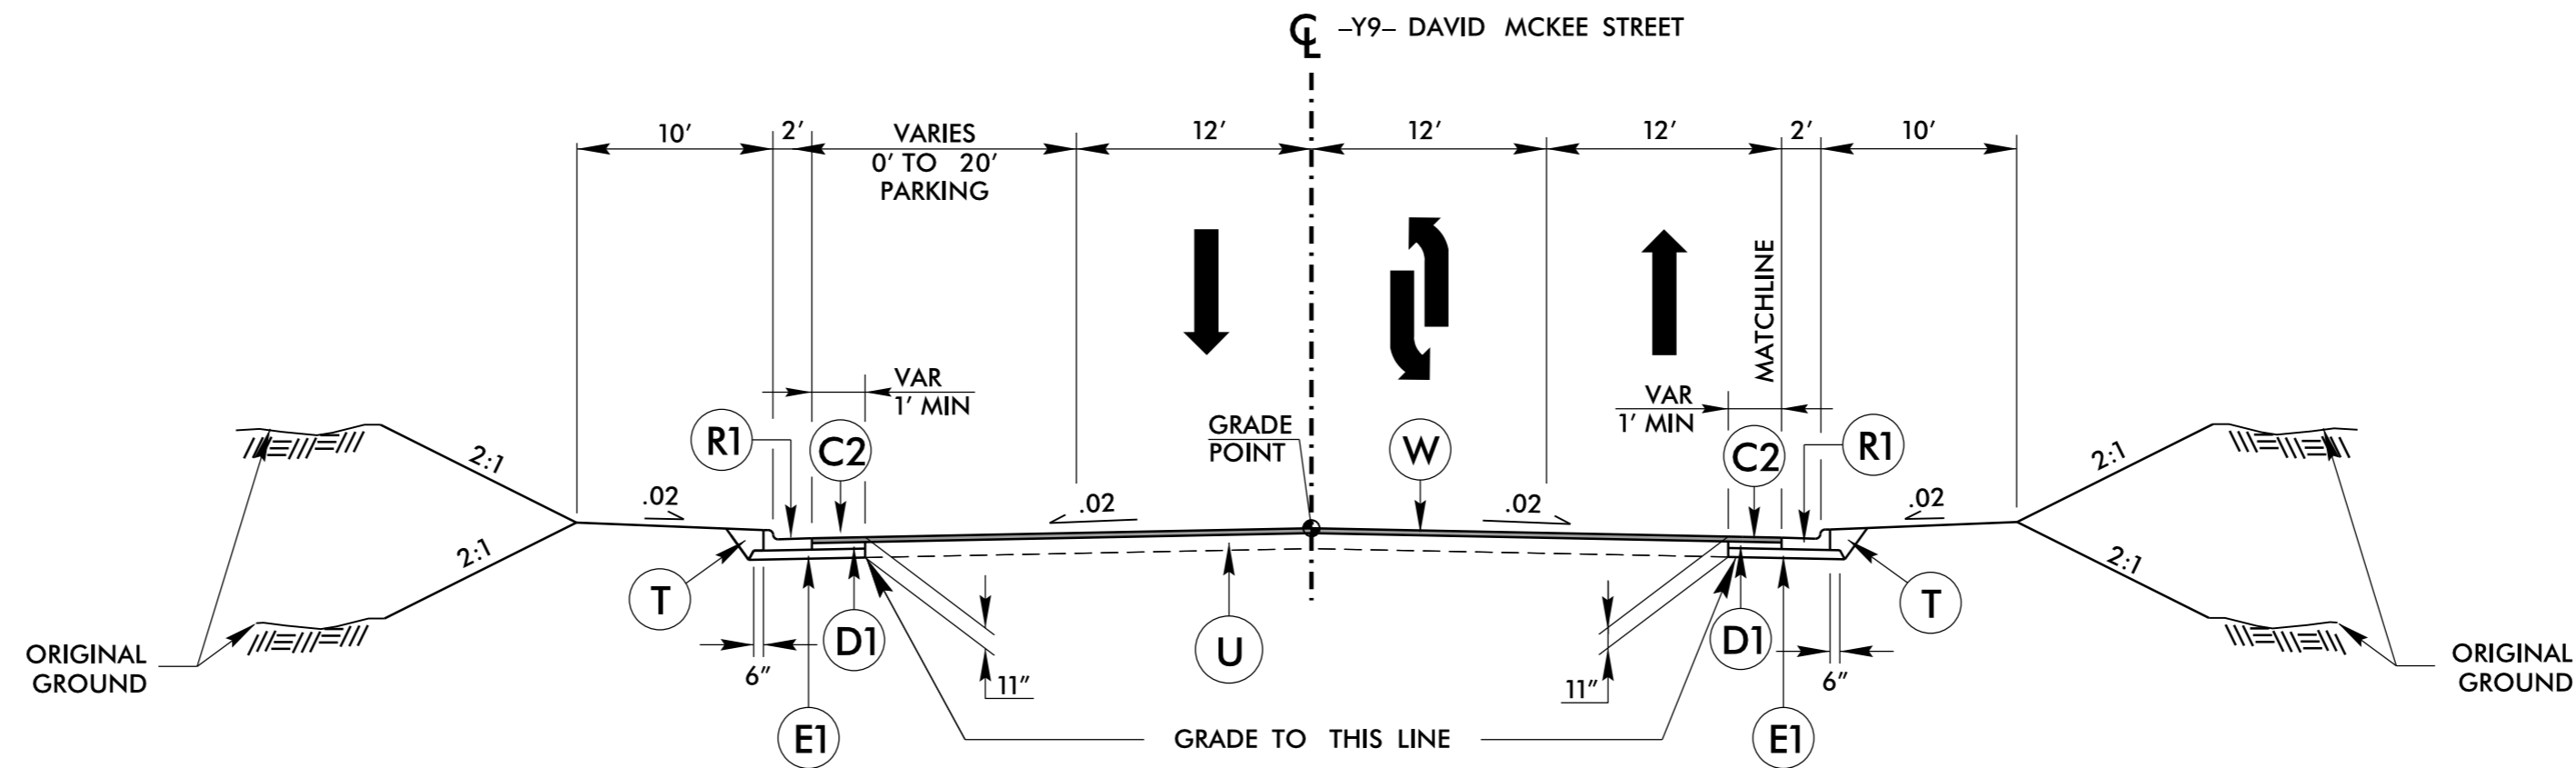 CL –Y9– DAVID MCKEE STREET
10' 2' VARIES 12' 12' 12' 2' 10'
0' TO 20'
PARKING
MATCHLINE
VAR
1' MIN
VAR
1' MIN
R1 C2
GRADE
POINT
W C2 R1
2:1 .02 .02 .02 .02 2:1
2:1 2:1
T D1 U D1 T
ORIGINAL
GROUND
6" 11" 11" 6"
ORIGINAL
GROUND
E1 GRADE TO THIS LINE E1